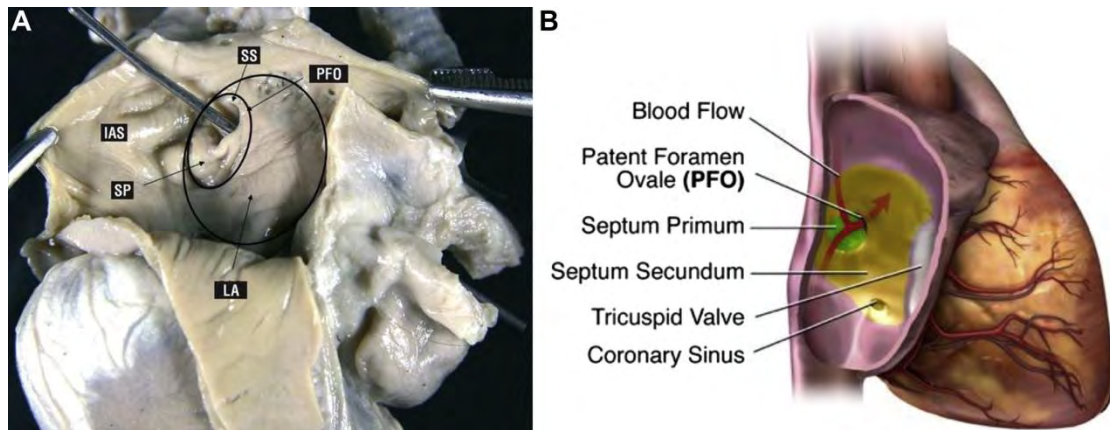 A
SS
PFO
IAS
SP
LA
B
Blood Flow
Patent Foramen
Ovale (PFO)
Septum Primum
Septum Secundum
Tricuspid Valve
Coronary Sinus